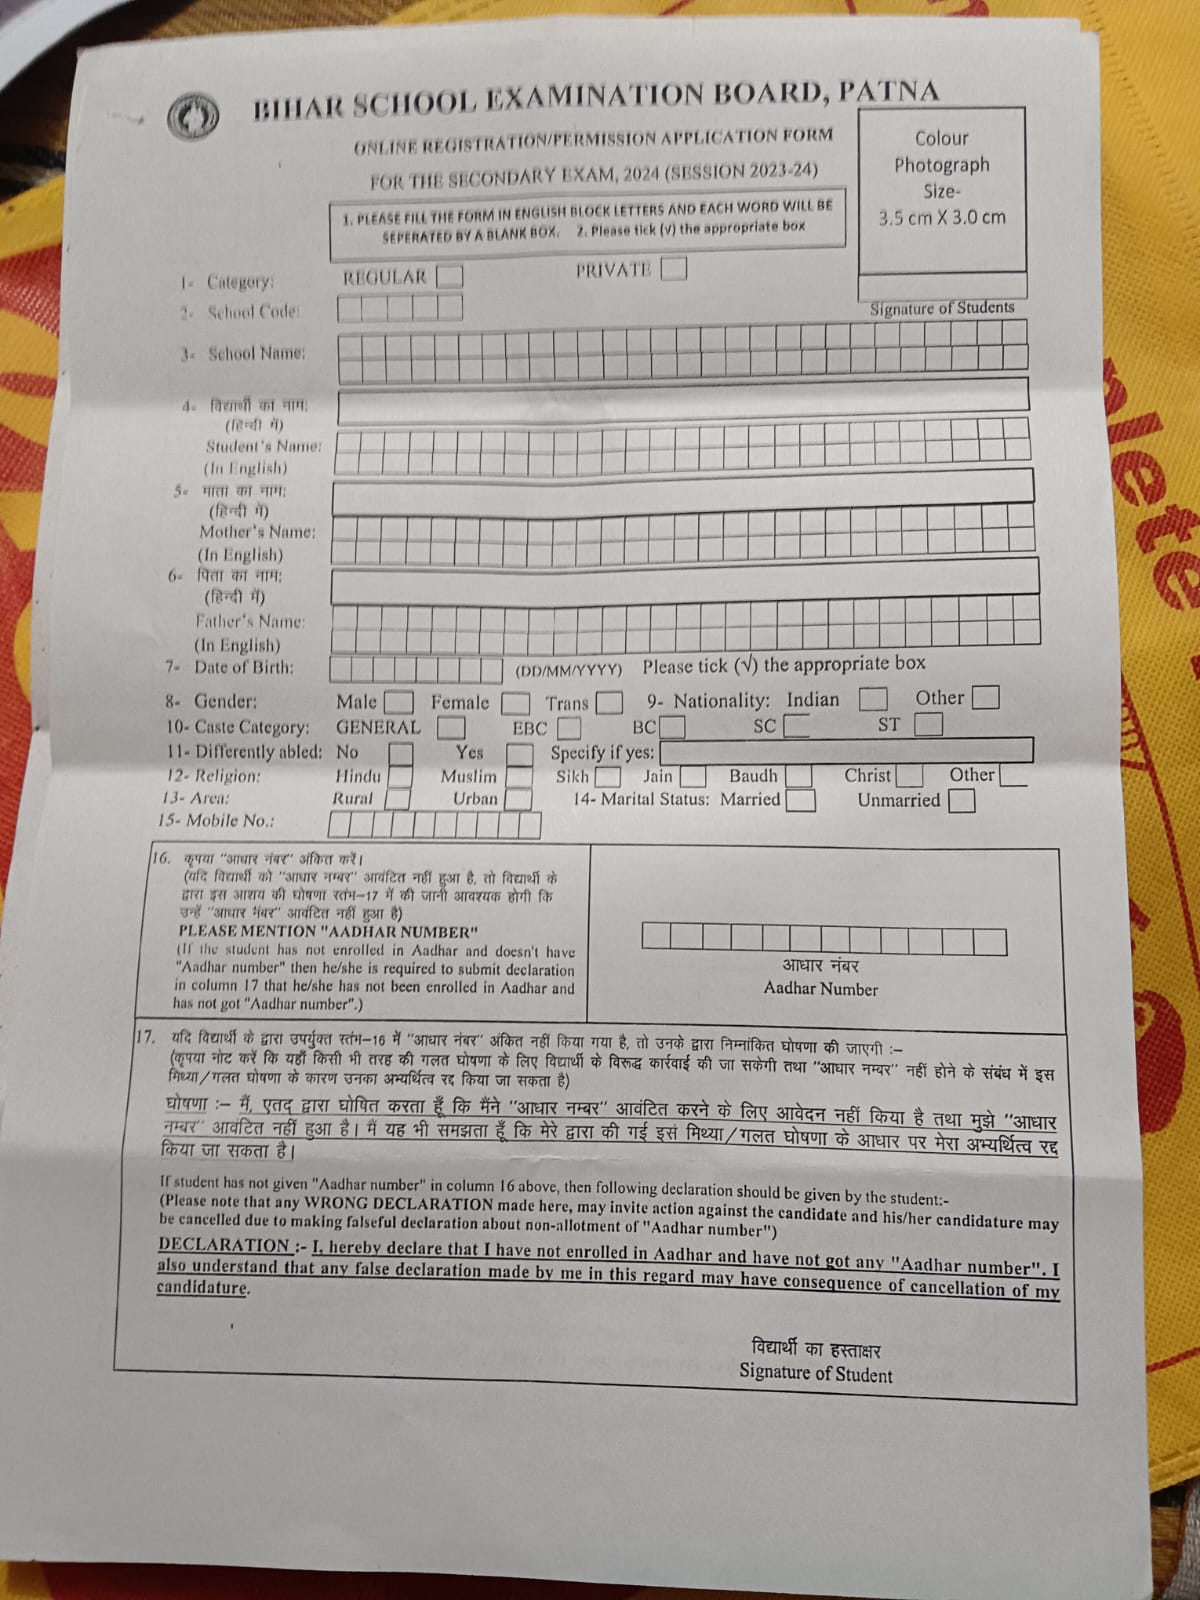 BIHAR SCHOOL EXAMINATION BOARD, PATNA
ONLINE REGISTRATION/PERMISSION APPLICATION FORM
FOR THE SECONDARY EXAM, 2024 (SESSION 2023-24)
Colour
Photograph
Size-
3.5 cm X 3.0 cm
1. PLEASE FILL THE FORM IN ENGLISH BLOCK LETTERS AND EACH WORD WILL BE
SEPERATED BY A BLANK BOX. 2. Please tick (√) the appropriate box
1- Category: REGULAR PRIVATE
Signature of Students
2- School Code:
3- School Name:
4- विद्यार्थी का नाम:
(हिन्दी में)
Student's Name:
(In English)
5- माता का नाम:
(हिन्दी में)
Mother's Name:
(In English)
6- पिता का नाम:
(हिन्दी में)
Father's Name:
(In English)
7- Date of Birth: (DD/MM/YYYY) Please tick (√) the appropriate box
8- Gender: Male Female Trans 9- Nationality: Indian Other
10- Caste Category: GENERAL EBC BC SC ST
11- Differently abled: No Yes Specify if yes:
12- Religion: Hindu Muslim Sikh Jain Baudh Christ Other
13- Area: Rural Urban 14- Marital Status: Married Unmarried
15- Mobile No.:
16. कृपया "आधार नंबर" अंकित करें।
(यदि विद्यार्थी को "आधार नम्बर" आवंटित नहीं हुआ है, तो विद्यार्थी के
द्वारा इस आशय की घोषणा स्तंभ-17 में की जानी आवश्यक होगी कि
उन्हें "आधार नंबर" आवंटित नहीं हुआ है)
PLEASE MENTION "AADHAR NUMBER"
(If the student has not enrolled in Aadhar and doesn't have
"Aadhar number" then he/she is required to submit declaration
in column 17 that he/she has not been enrolled in Aadhar and
has not got "Aadhar number".)
आधार नंबर
Aadhar Number
17. यदि विद्यार्थी के द्वारा उपर्युक्त स्तंभ-16 में "आधार नंबर" अंकित नहीं किया गया है, तो उनके द्वारा निम्नांकित घोषणा की जाएगी :-
(कृपया नोट करें कि यहाँ किसी भी तरह की गलत घोषणा के लिए विद्यार्थी के विरूद्ध कार्रवाई की जा सकेगी तथा "आधार नम्बर" नहीं होने के संबंध में इस
मिथ्या/गलत घोषणा के कारण उनका अभ्यर्थित्व रद्द किया जा सकता है)
घोषणा :- मैं, एतद् द्वारा घोषित करता हूँ कि मैंने "आधार नम्बर" आवंटित करने के लिए आवेदन नहीं किया है तथा मुझे "आधार
नम्बर" आवंटित नहीं हुआ है। मैं यह भी समझता हूँ कि मेरे द्वारा की गई इस मिथ्या/गलत घोषणा के आधार पर मेरा अभ्यर्थित्व रद्द
किया जा सकता है।
If student has not given "Aadhar number" in column 16 above, then following declaration should be given by the student:-
(Please note that any WRONG DECLARATION made here, may invite action against the candidate and his/her candidature may
be cancelled due to making falseful declaration about non-allotment of "Aadhar number")
DECLARATION :- I, hereby declare that I have not enrolled in Aadhar and have not got any "Aadhar number". I
also understand that any false declaration made by me in this regard may have consequence of cancellation of my
candidature.
विद्यार्थी का हस्ताक्षर
Signature of Student